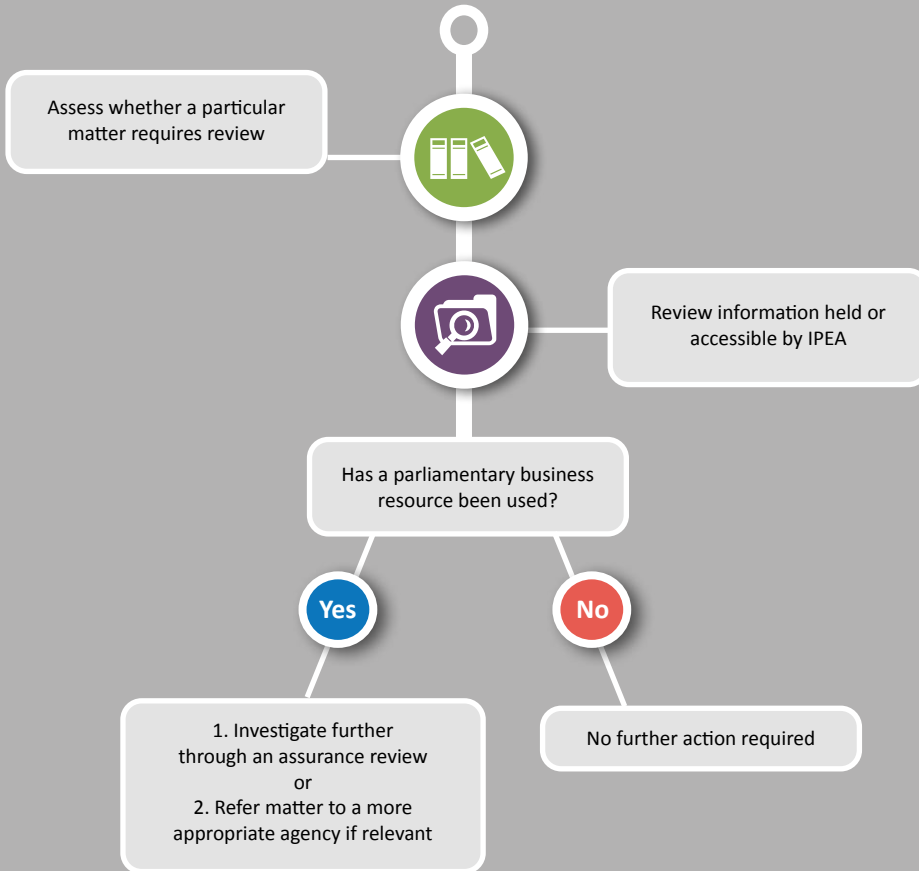 Assess whether a particular
matter requires review
Review information held or
accessible by IPEA
Has a parliamentary business
resource been used?
Yes
No
1. Investigate further
through an assurance review
or
2. Refer matter to a more
appropriate agency if relevant
No further action required